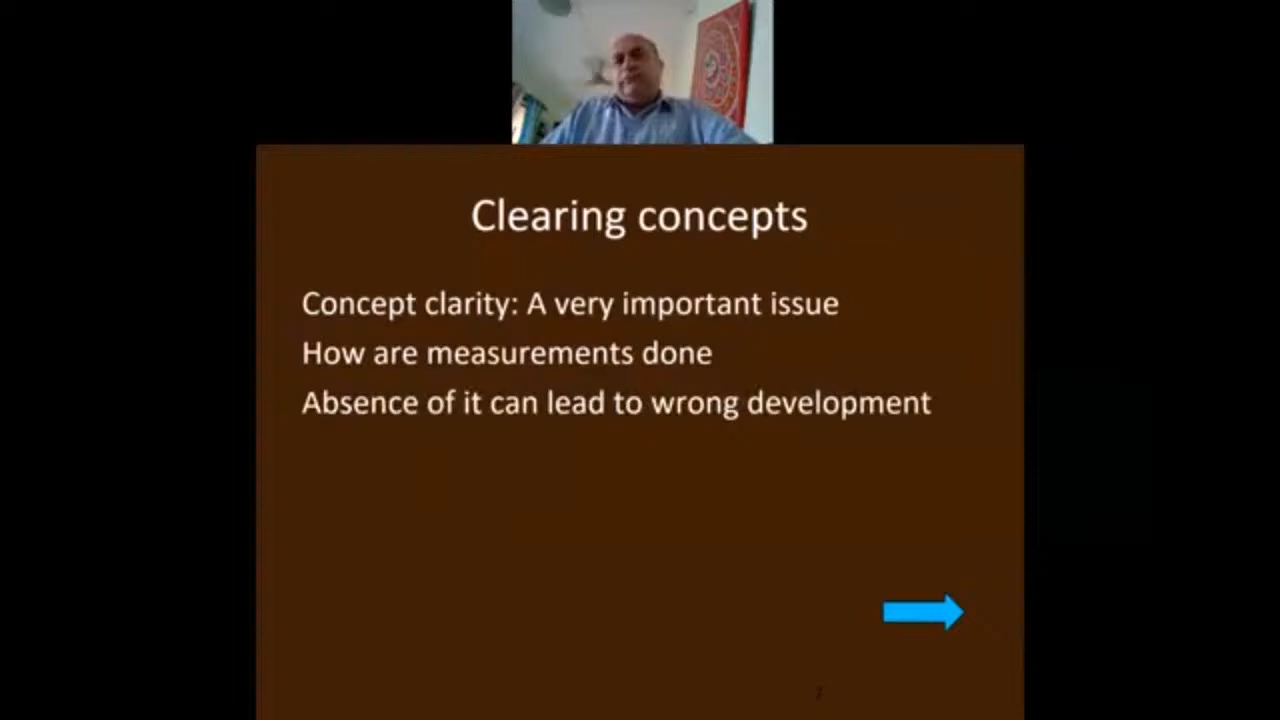 Clearing concepts
Concept clarity: A very important issue
How are measurements done
Absence of it can lead to wrong development